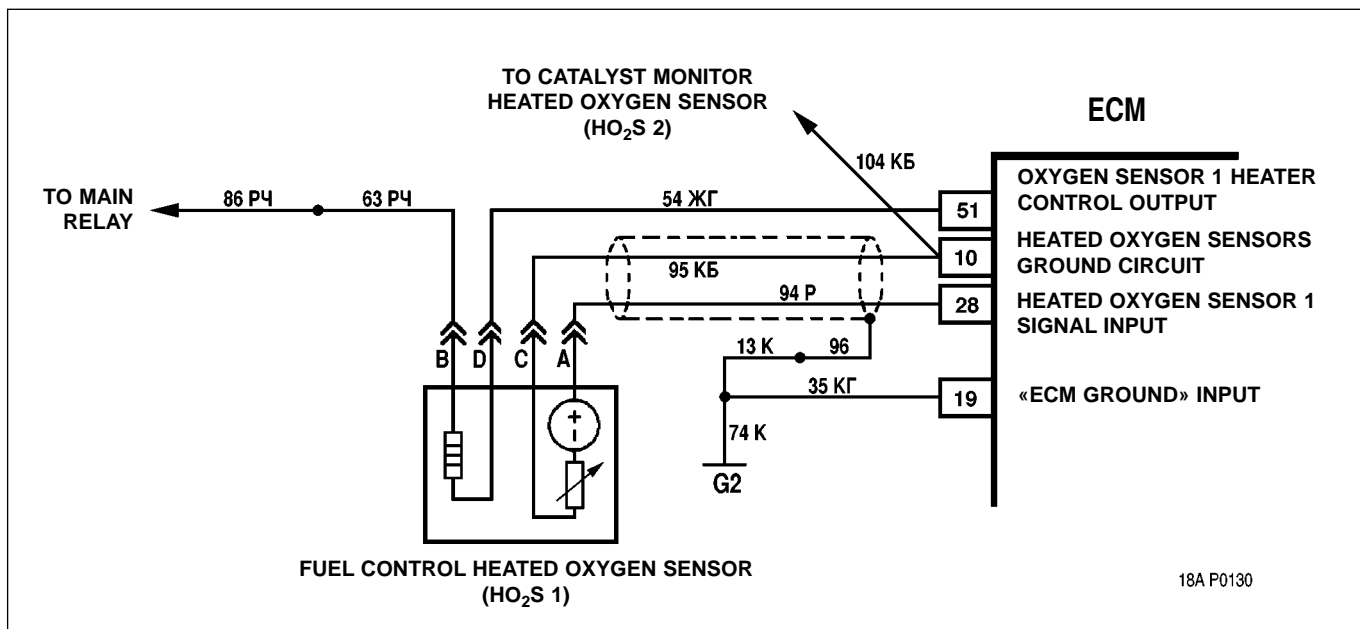 TO CATALYST MONITOR
HEATED OXYGEN SENSOR
(HO2S 2)
ECM
104 КБ
TO MAIN
RELAY
86 РЧ
63 РЧ
54 ЖГ
51
OXYGEN SENSOR 1 HEATER
CONTROL OUTPUT
95 КБ
10
HEATED OXYGEN SENSORS
GROUND CIRCUIT
94 Р
28
HEATED OXYGEN SENSOR 1
SIGNAL INPUT
B
D
C
A
13 К
96
35 КГ
19
«ECM GROUND» INPUT
74 К
G2
FUEL CONTROL HEATED OXYGEN SENSOR
(HO2S 1)
18A P0130